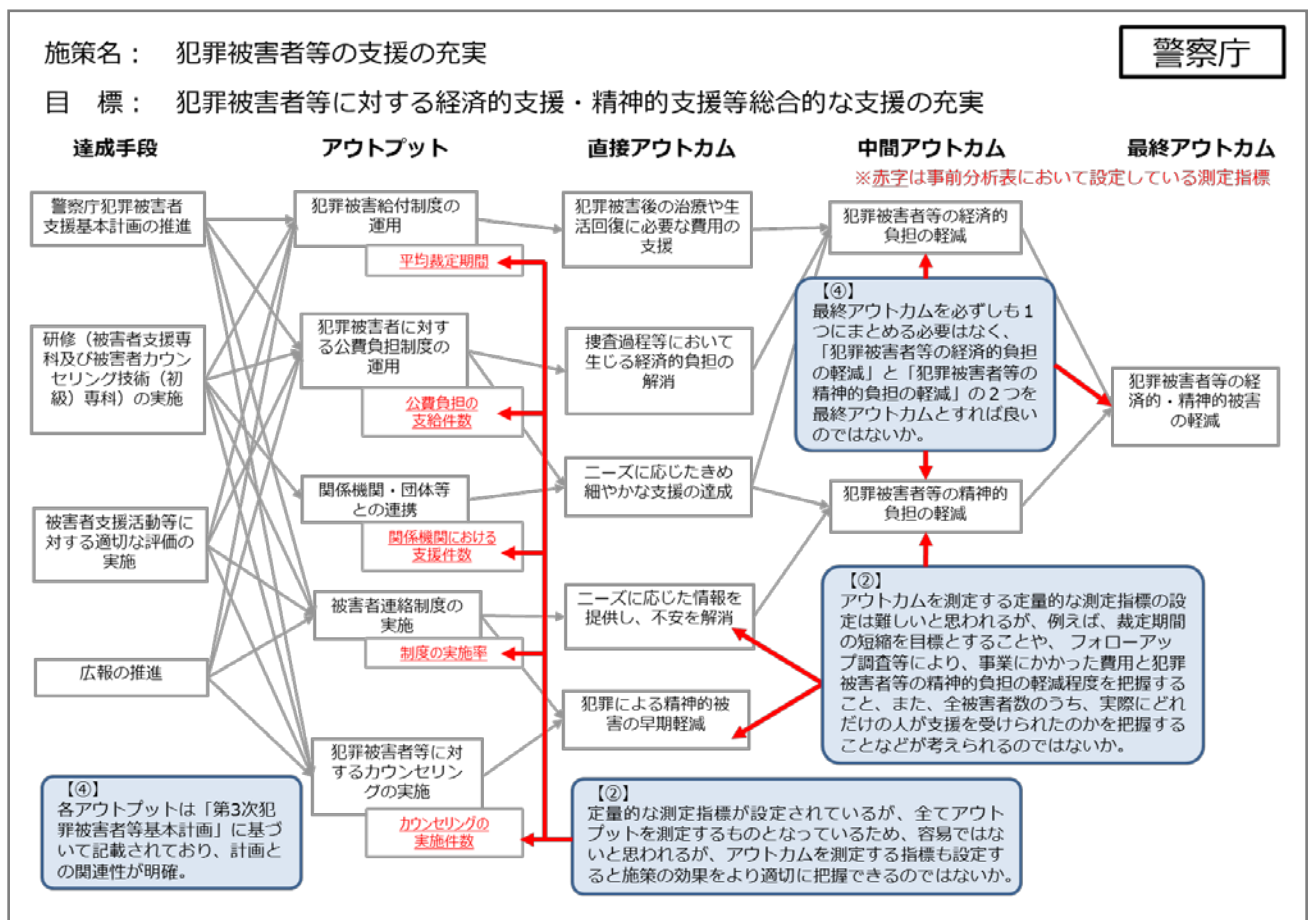 施策名： 犯罪被害者等の支援の充実
警察庁
目 標： 犯罪被害者等に対する経済的支援・精神的支援等総合的な支援の充実
達成手段
アウトプット
直接アウトカム
中間アウトカム
最終アウトカム
※赤字は事前分析表において設定している測定指標
警察庁犯罪被害者
支援基本計画の推進
研修（被害者支援専
科及び被害者カウン
セリング技術（初
級）専科）の実施
被害者支援活動等に
対する適切な評価の
実施
広報の推進
犯罪被害給付制度の
運用
平均裁定期間
犯罪被害者に対す
る公費負担制度の
運用
公費負担の
支給件数
関係機関・団体等
との連携
関係機関における
支援件数
被害者連絡制度の
実施
制度の実施率
犯罪被害者等に対
するカウンセリン
グの実施
カウンセリングの
実施件数
犯罪被害後の治療や生
活回復に必要な費用の
支援
捜査過程等において
生じる経済的負担の
解消
ニーズに応じたきめ
細やかな支援の達成
ニーズに応じた情報を
提供し、不安を解消
犯罪による精神的被
害の早期軽減
犯罪被害者等の経済的
負担の軽減
【④】
最終アウトカムを必ずしも１
つにまとめる必要はなく、
「犯罪被害者等の経済的負担
の軽減」と「犯罪被害者等の
精神的負担の軽減」の２つを
最終アウトカムとすれば良い
のではないか。
犯罪被害者等の精神的
負担の軽減
犯罪被害者等の経
済的・精神的被害
の軽減
【②】
アウトカムを測定する定量的な測定指標の設
定は難しいと思われるが、例えば、裁定期間
の短縮を目標とすることや、フォローアッ
プ調査等により、事業にかかった費用と犯罪
被害者等の精神的負担の軽減程度を把握する
こと、また、全被害者数のうち、実際にどれ
だけの人が支援を受けられたのかを把握する
ことなどが考えられるのではないか。
【④】
各アウトプットは「第3次犯
罪被害者等基本計画」に基づ
いて記載されており、計画と
の関連性が明確。
【②】
定量的な測定指標が設定されているが、全てアウト
プットを測定するものとなっているため、容易ではな
いと思われるが、アウトカムを測定する指標も設定す
ると施策の効果をより適切に把握できるのではないか。